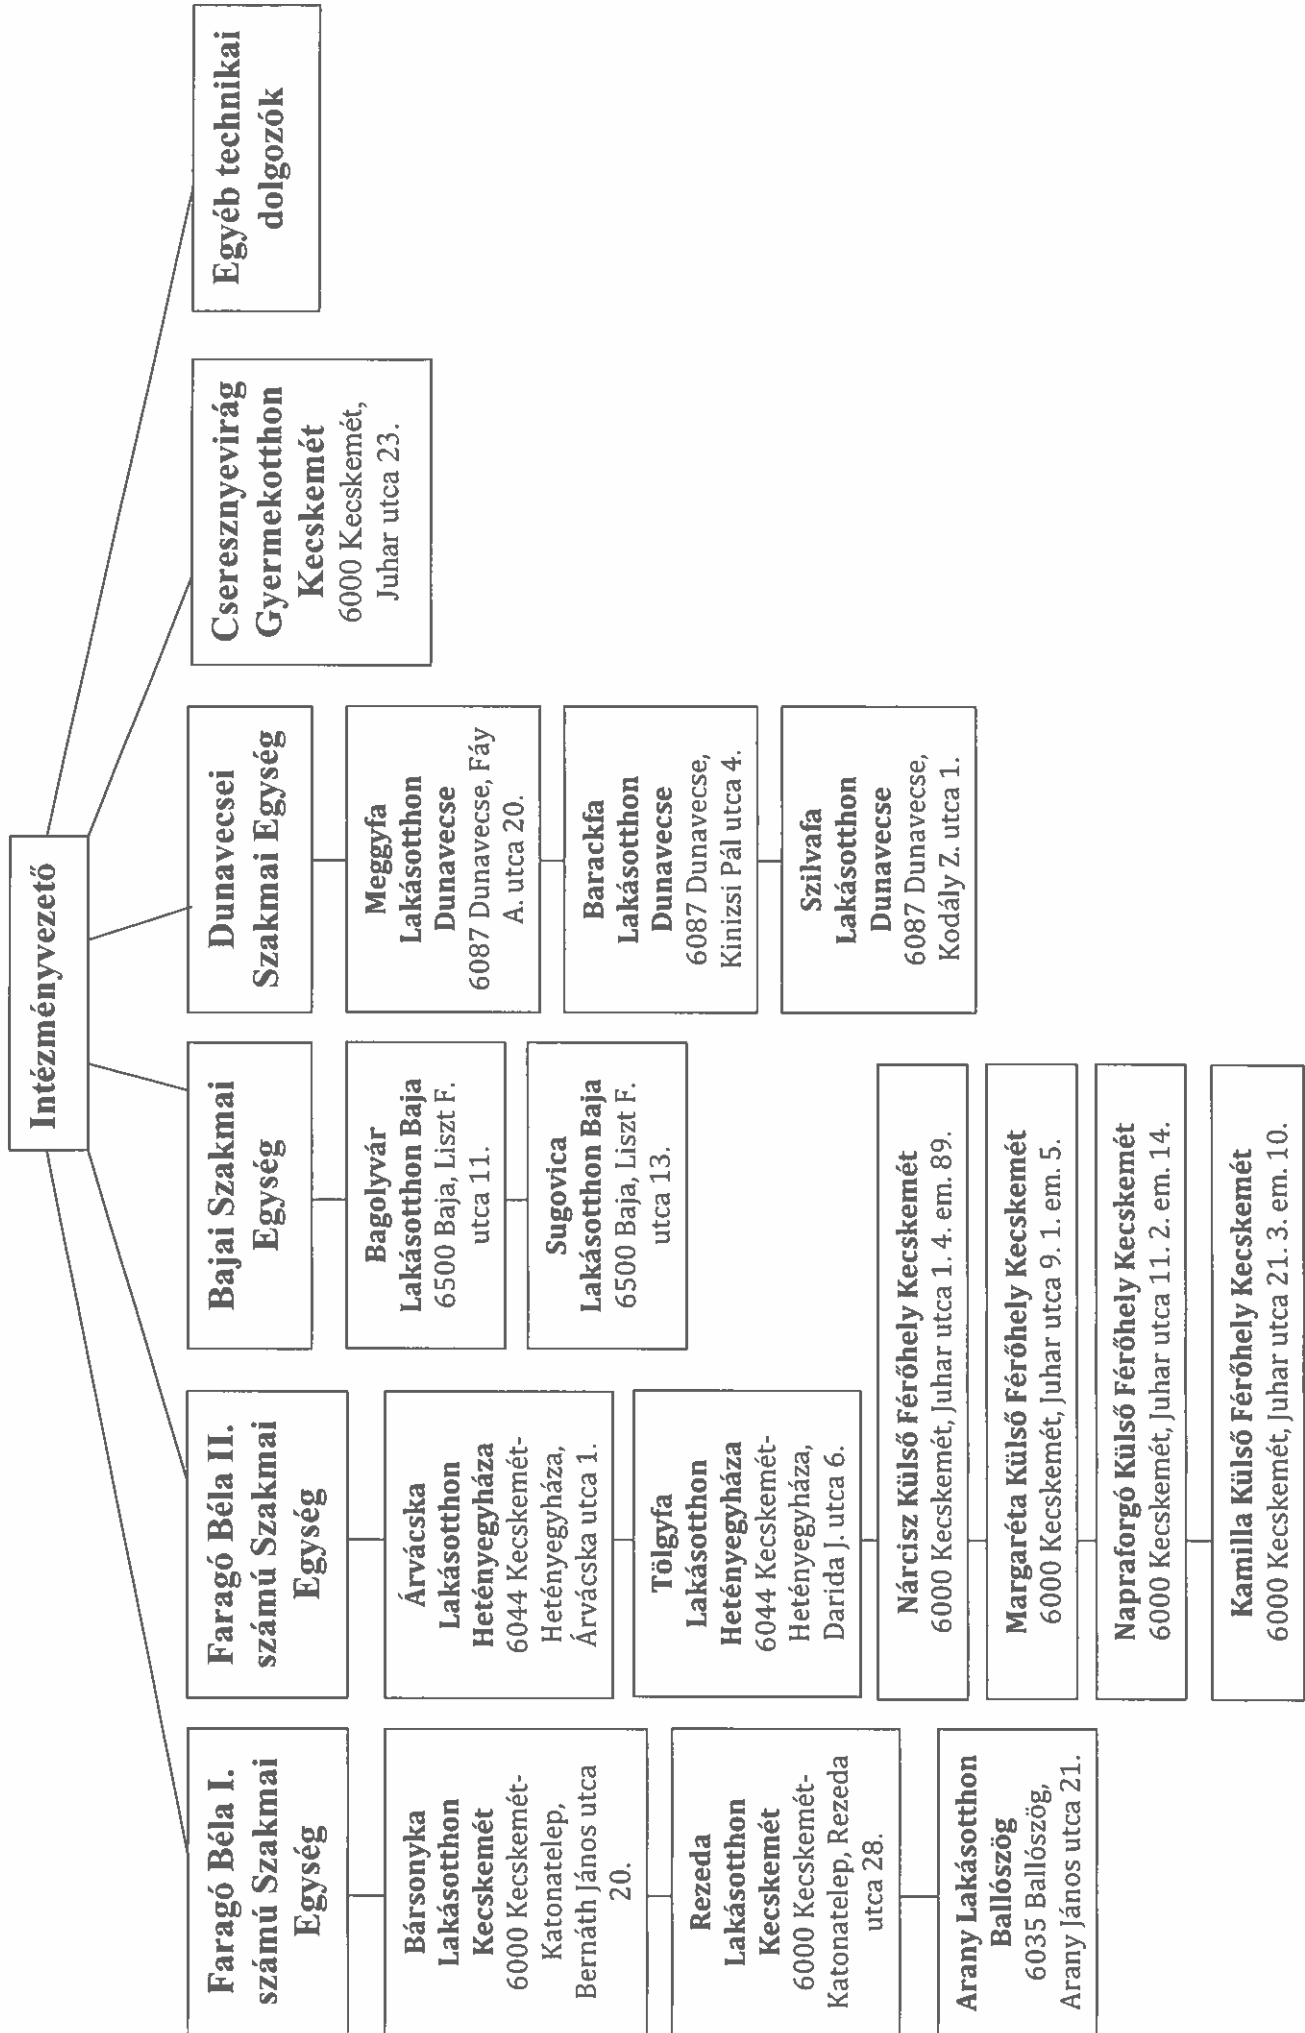 Intézményvezető
Faragó Béla I.
számú Szakmai
Egység
Bársonyka
Lakásotthon
Kecskemét
6000 Kecskemét-
Katonatelep,
Bernáth János utca
20.
Rezeda
Lakásotthon
Kecskemét
6000 Kecskemét-
Katonatelep, Rezeda
utca 28.
Arany Lakásotthon
Ballószög
6035 Ballószög,
Arany János utca 21.
Faragó Béla II.
számú Szakmai
Egység
Árvácska
Lakásotthon
Hetényegyháza
6044 Kecskemét-
Hetényegyháza,
Árvácska utca 1.
Tölgyfa
Lakásotthon
Hetényegyháza
6044 Kecskemét-
Hetényegyháza,
Darida J. utca 6.
Nárcisz Külső Férőhely Kecskemét
6000 Kecskemét, Juhar utca 1. 4. em. 89.
Margaréta Külső Férőhely Kecskemét
6000 Kecskemét, Juhar utca 9. 1. em. 5.
Napraforgó Külső Férőhely Kecskemét
6000 Kecskemét, Juhar utca 11. 2. em. 14.
Kamilla Külső Férőhely Kecskemét
6000 Kecskemét, Juhar utca 21. 3. em. 10.
Bajai Szakmai
Egység
Bagolyvár
Lakásotthon Baja
6500 Baja, Liszt F.
utca 11.
Sugovica
Lakásotthon Baja
6500 Baja, Liszt F.
utca 13.
Dunavecsei
Szakmai Egység
Meggyfa
Lakásotthon
Dunavecse
6087 Dunavecse, Fáy
A. utca 20.
Barackfa
Lakásotthon
Dunavecse
6087 Dunavecse,
Kinizsi Pál utca 4.
Szilvafa
Lakásotthon
Dunavecse
6087 Dunavecse,
Kodály Z. utca 1.
Cseresznyevirág
Gyermekotthon
Kecskemét
6000 Kecskemét,
Juhar utca 23.
Egyéb technikai
dolgozók